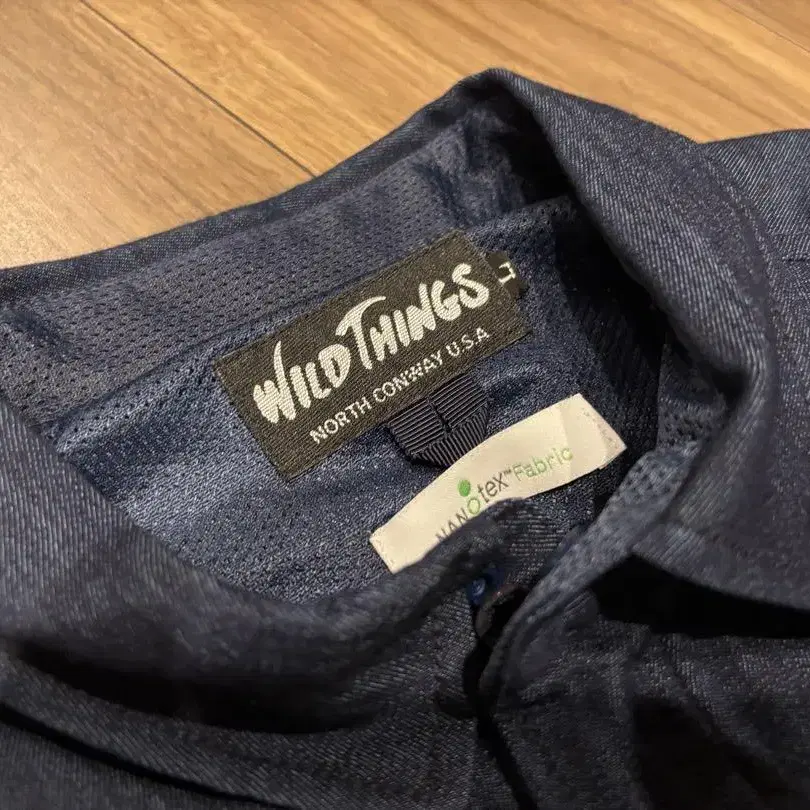 WILD THINGS
NORTH CONWAY U.S.A
L
NANOtex™ Fabric